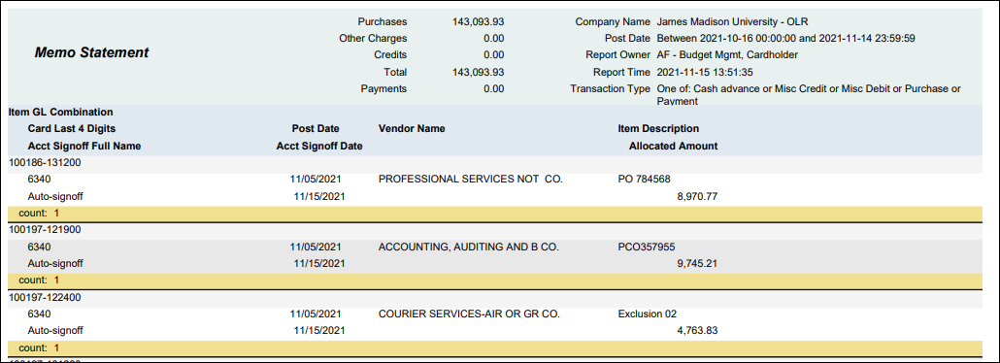 Memo Statement
Purchases 143,093.93
Other Charges 0.00
Credits 0.00
Total 143,093.93
Payments 0.00
Company Name James Madison University - OLR
Post Date Between 2021-10-16 00:00:00 and 2021-11-14 23:59:59
Report Owner AF - Budget Mgmt, Cardholder
Report Time 2021-11-15 13:51:35
Transaction Type One of: Cash advance or Misc Credit or Misc Debit or Purchase or
Payment
Item GL Combination
Card Last 4 Digits Post Date Vendor Name Item Description
Acct Signoff Full Name Acct Signoff Date Allocated Amount
100186-131200
6340 11/05/2021 PROFESSIONAL SERVICES NOT CO. PO 784568
Auto-signoff 11/15/2021 8,970.77
count: 1
100197-121900
6340 11/05/2021 ACCOUNTING, AUDITING AND B CO. PCO357955
Auto-signoff 11/15/2021 9,745.21
count: 1
100197-122400
6340 11/05/2021 COURIER SERVICES-AIR OR GR CO. Exclusion 02
Auto-signoff 11/15/2021 4,763.83
count: 1